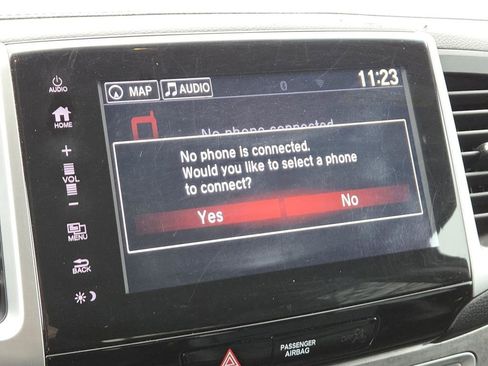 AUDIO
MAP
AUDIO
11:23
HOME
No phone connected
No phone is connected.
Would you like to select a phone
to connect?
Yes
No
VOL
MENU
BACK
PASSENGER
AIRBAG